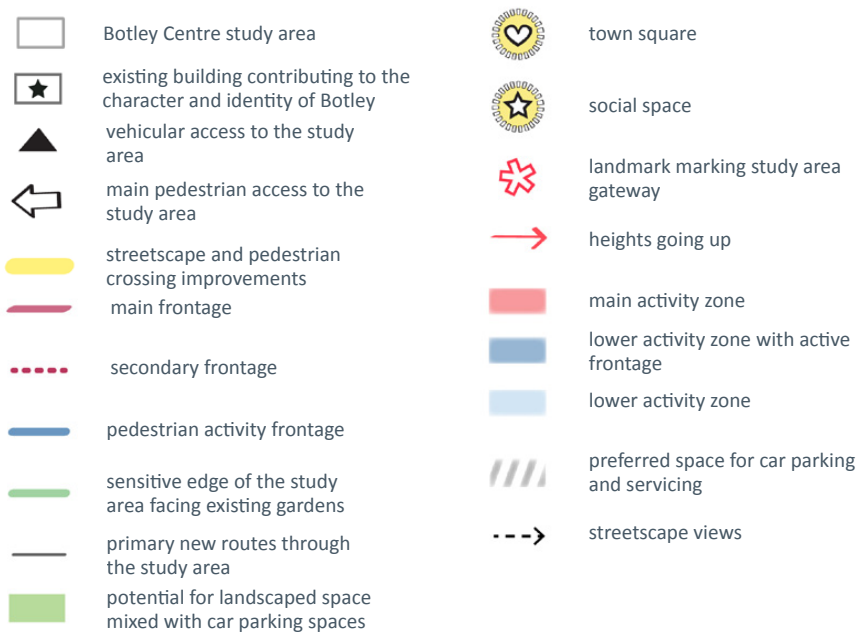 Botley Centre study area
existing building contributing to the
character and identity of Botley
vehicular access to the study
area
main pedestrian access to the
study area
streetscape and pedestrian
crossing improvements
main frontage
secondary frontage
pedestrian activity frontage
sensitive edge of the study
area facing existing gardens
primary new routes through
the study area
potential for landscaped space
mixed with car parking spaces
town square
social space
landmark marking study area
gateway
heights going up
main activity zone
lower activity zone with active
frontage
lower activity zone
preferred space for car parking
and servicing
streetscape views